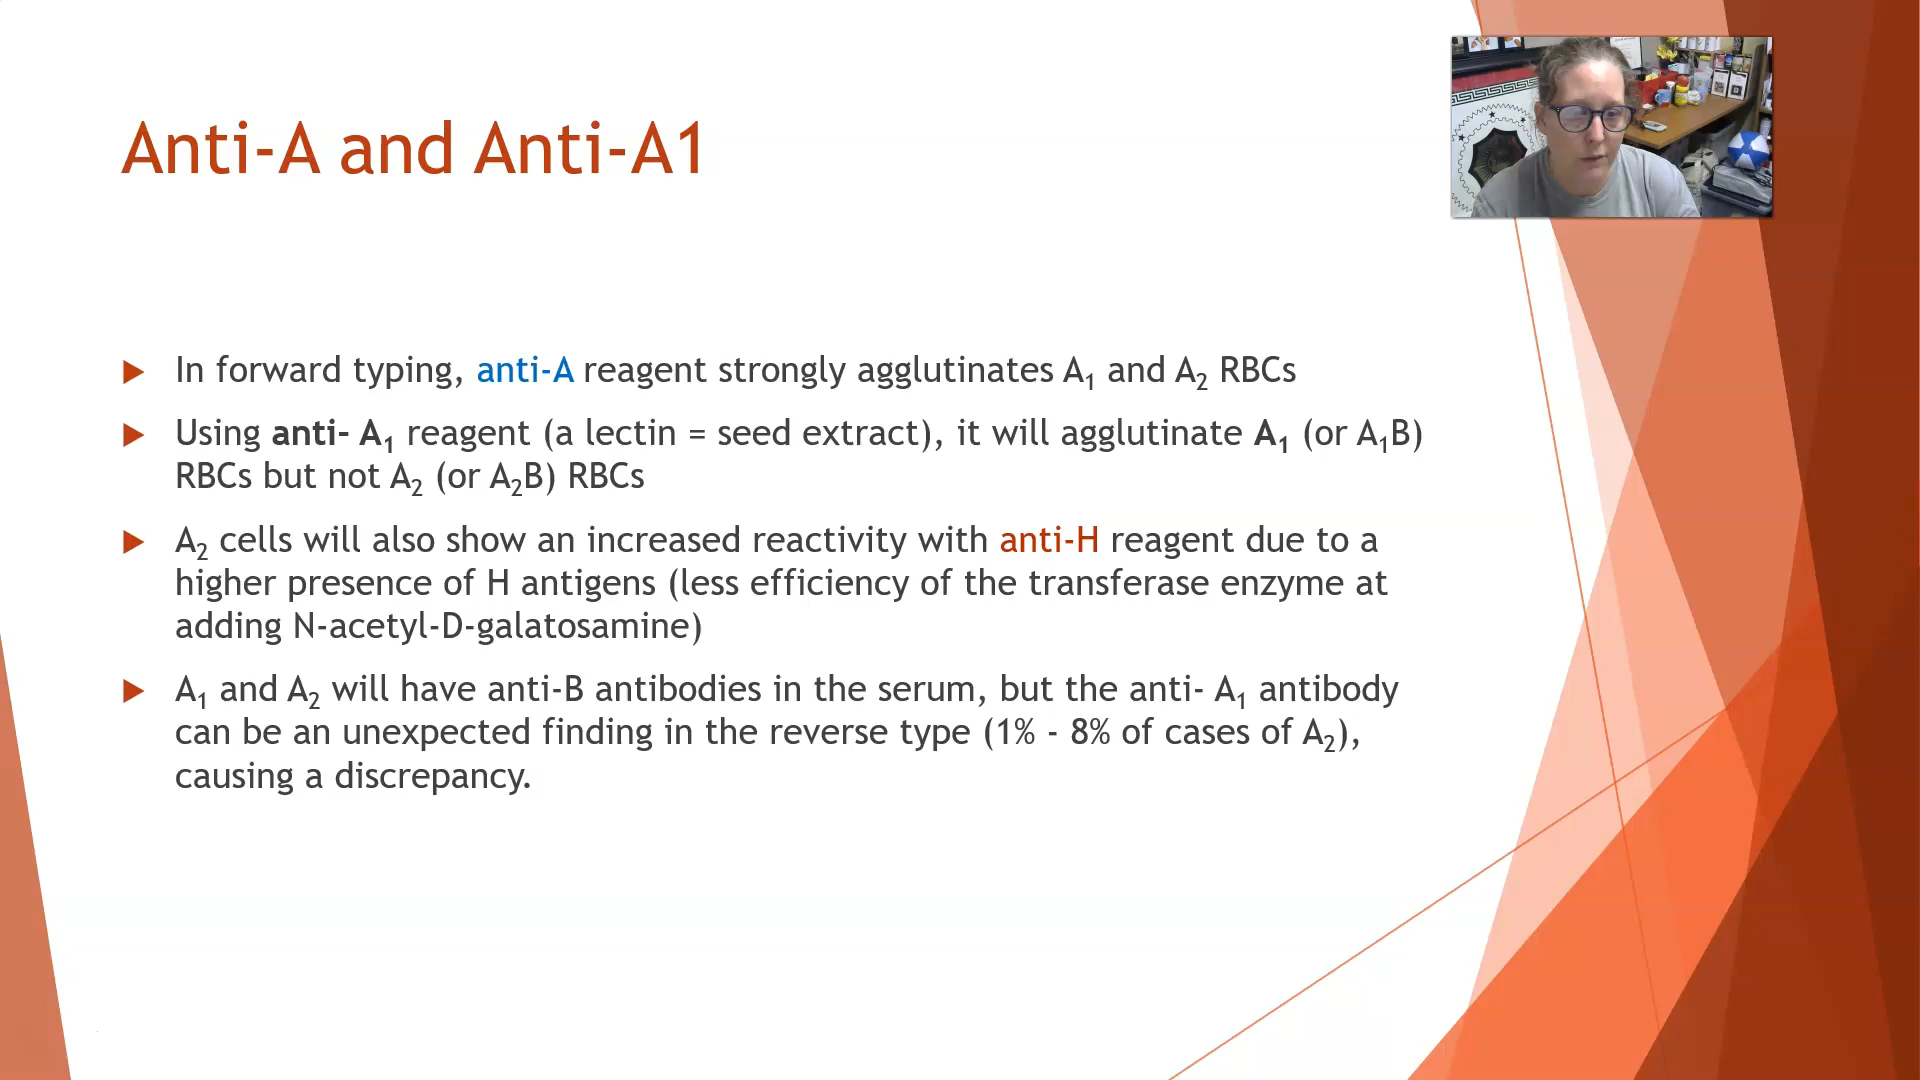 Anti-A and Anti-A1
In forward typing, anti-A reagent strongly agglutinates A₁ and A₂ RBCs
Using anti- A₁ reagent (a lectin = seed extract), it will agglutinate A₁ (or A₁B)
RBCs but not A₂ (or A₂B) RBCs
A₂ cells will also show an increased reactivity with anti-H reagent due to a
higher presence of H antigens (less efficiency of the transferase enzyme at
adding N-acetyl-D-galatosamine)
A₁ and A₂ will have anti-B antibodies in the serum, but the anti- A₁ antibody
can be an unexpected finding in the reverse type (1% - 8% of cases of A₂),
causing a discrepancy.